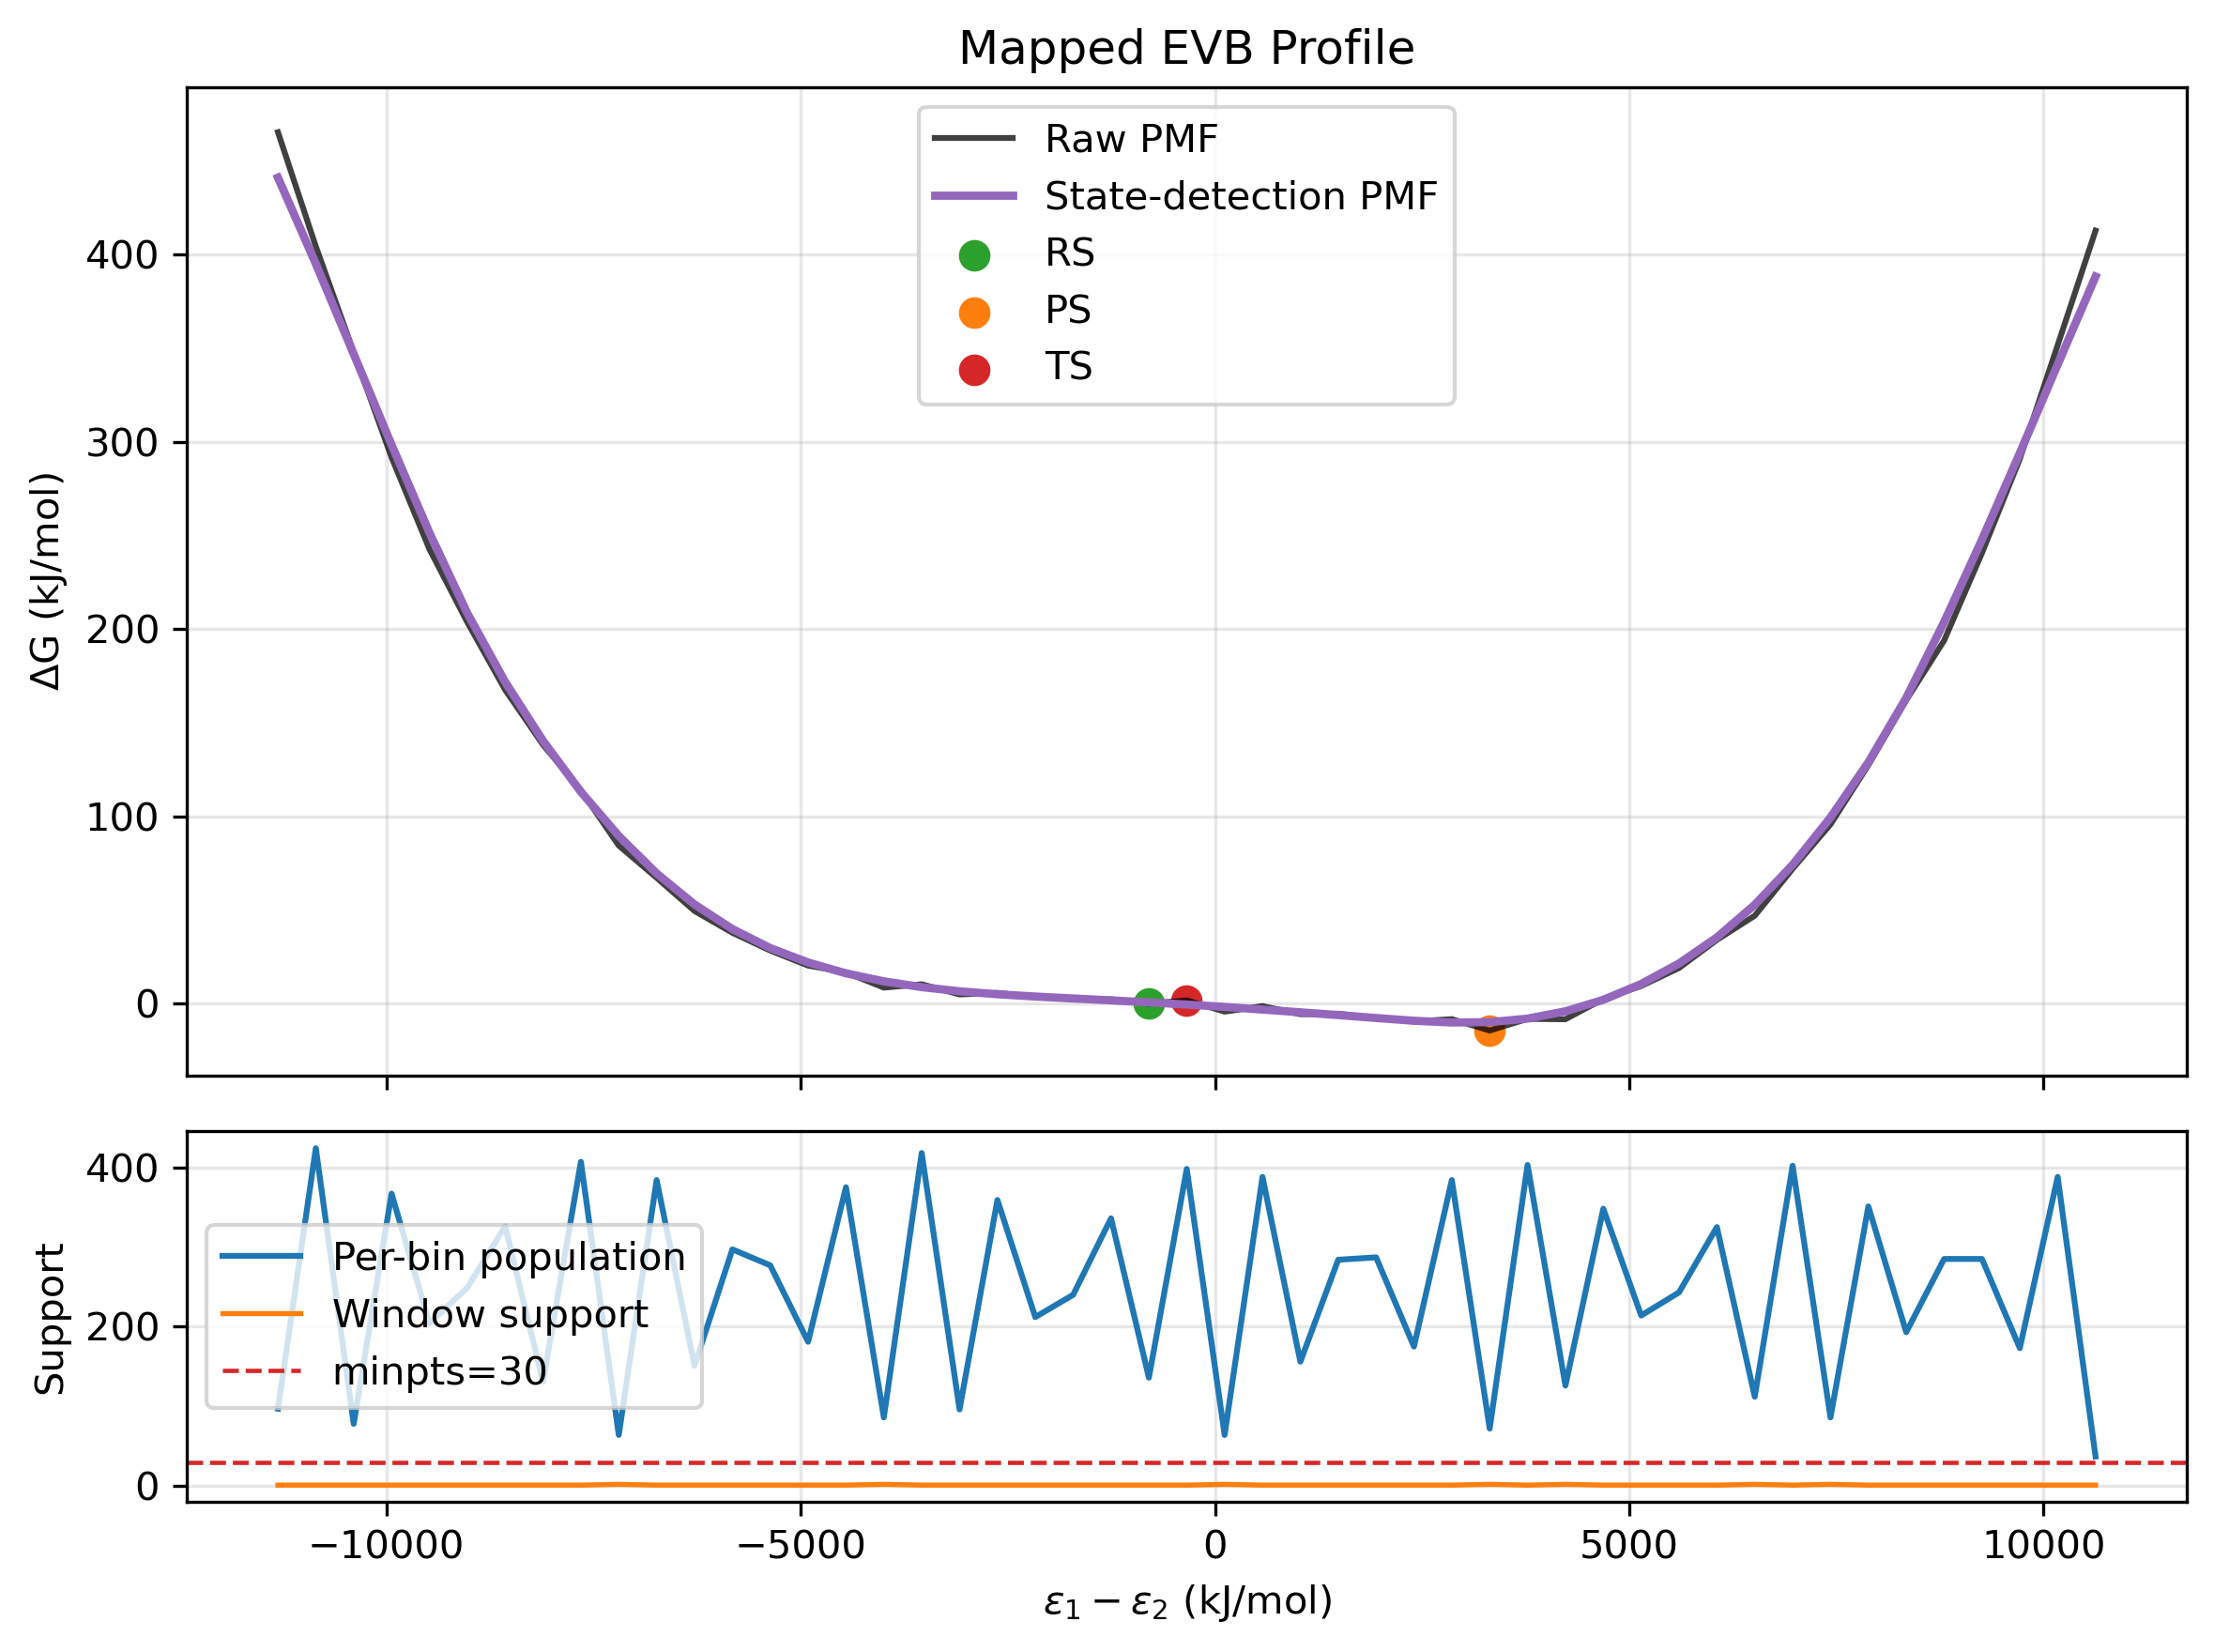 Mapped EVB Profile
ΔG (kJ/mol)
400
300
200
100
0
Raw PMF
State-detection PMF
RS
PS
TS
Support
400
200
0
Per-bin population
Window support
minpts=30
−10000
−5000
0
5000
10000
ε₁ − ε₂ (kJ/mol)